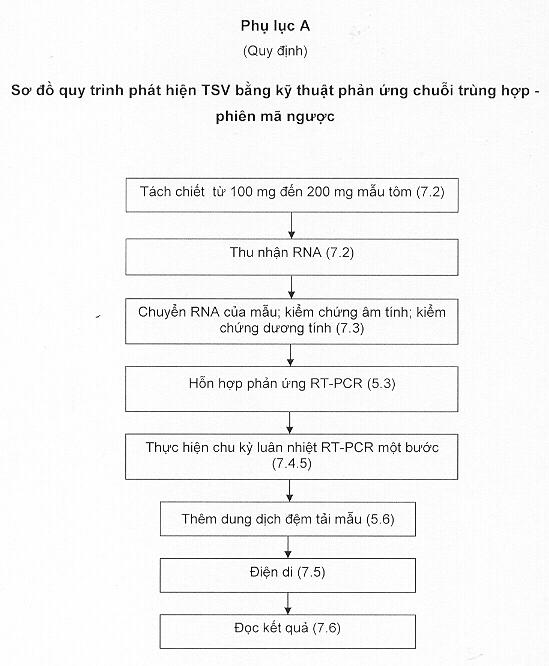 Phụ lục A
(Quy định)
Sơ đồ quy trình phát hiện TSV bằng kỹ thuật phản ứng chuỗi trùng hợp -
phiên mã ngược
Tách chiết từ 100 mg đến 200 mg mẫu tôm (7.2)
Thu nhận RNA (7.2)
Chuyển RNA của mẫu; kiểm chứng âm tính; kiểm
chứng dương tính (7.3)
Hỗn hợp phản ứng RT-PCR (5.3)
Thực hiện chu kỳ luân nhiệt RT-PCR một bước
(7.4.5)
Thêm dung dịch đệm tải mẫu (5.6)
Điện di (7.5)
Đọc kết quả (7.6)